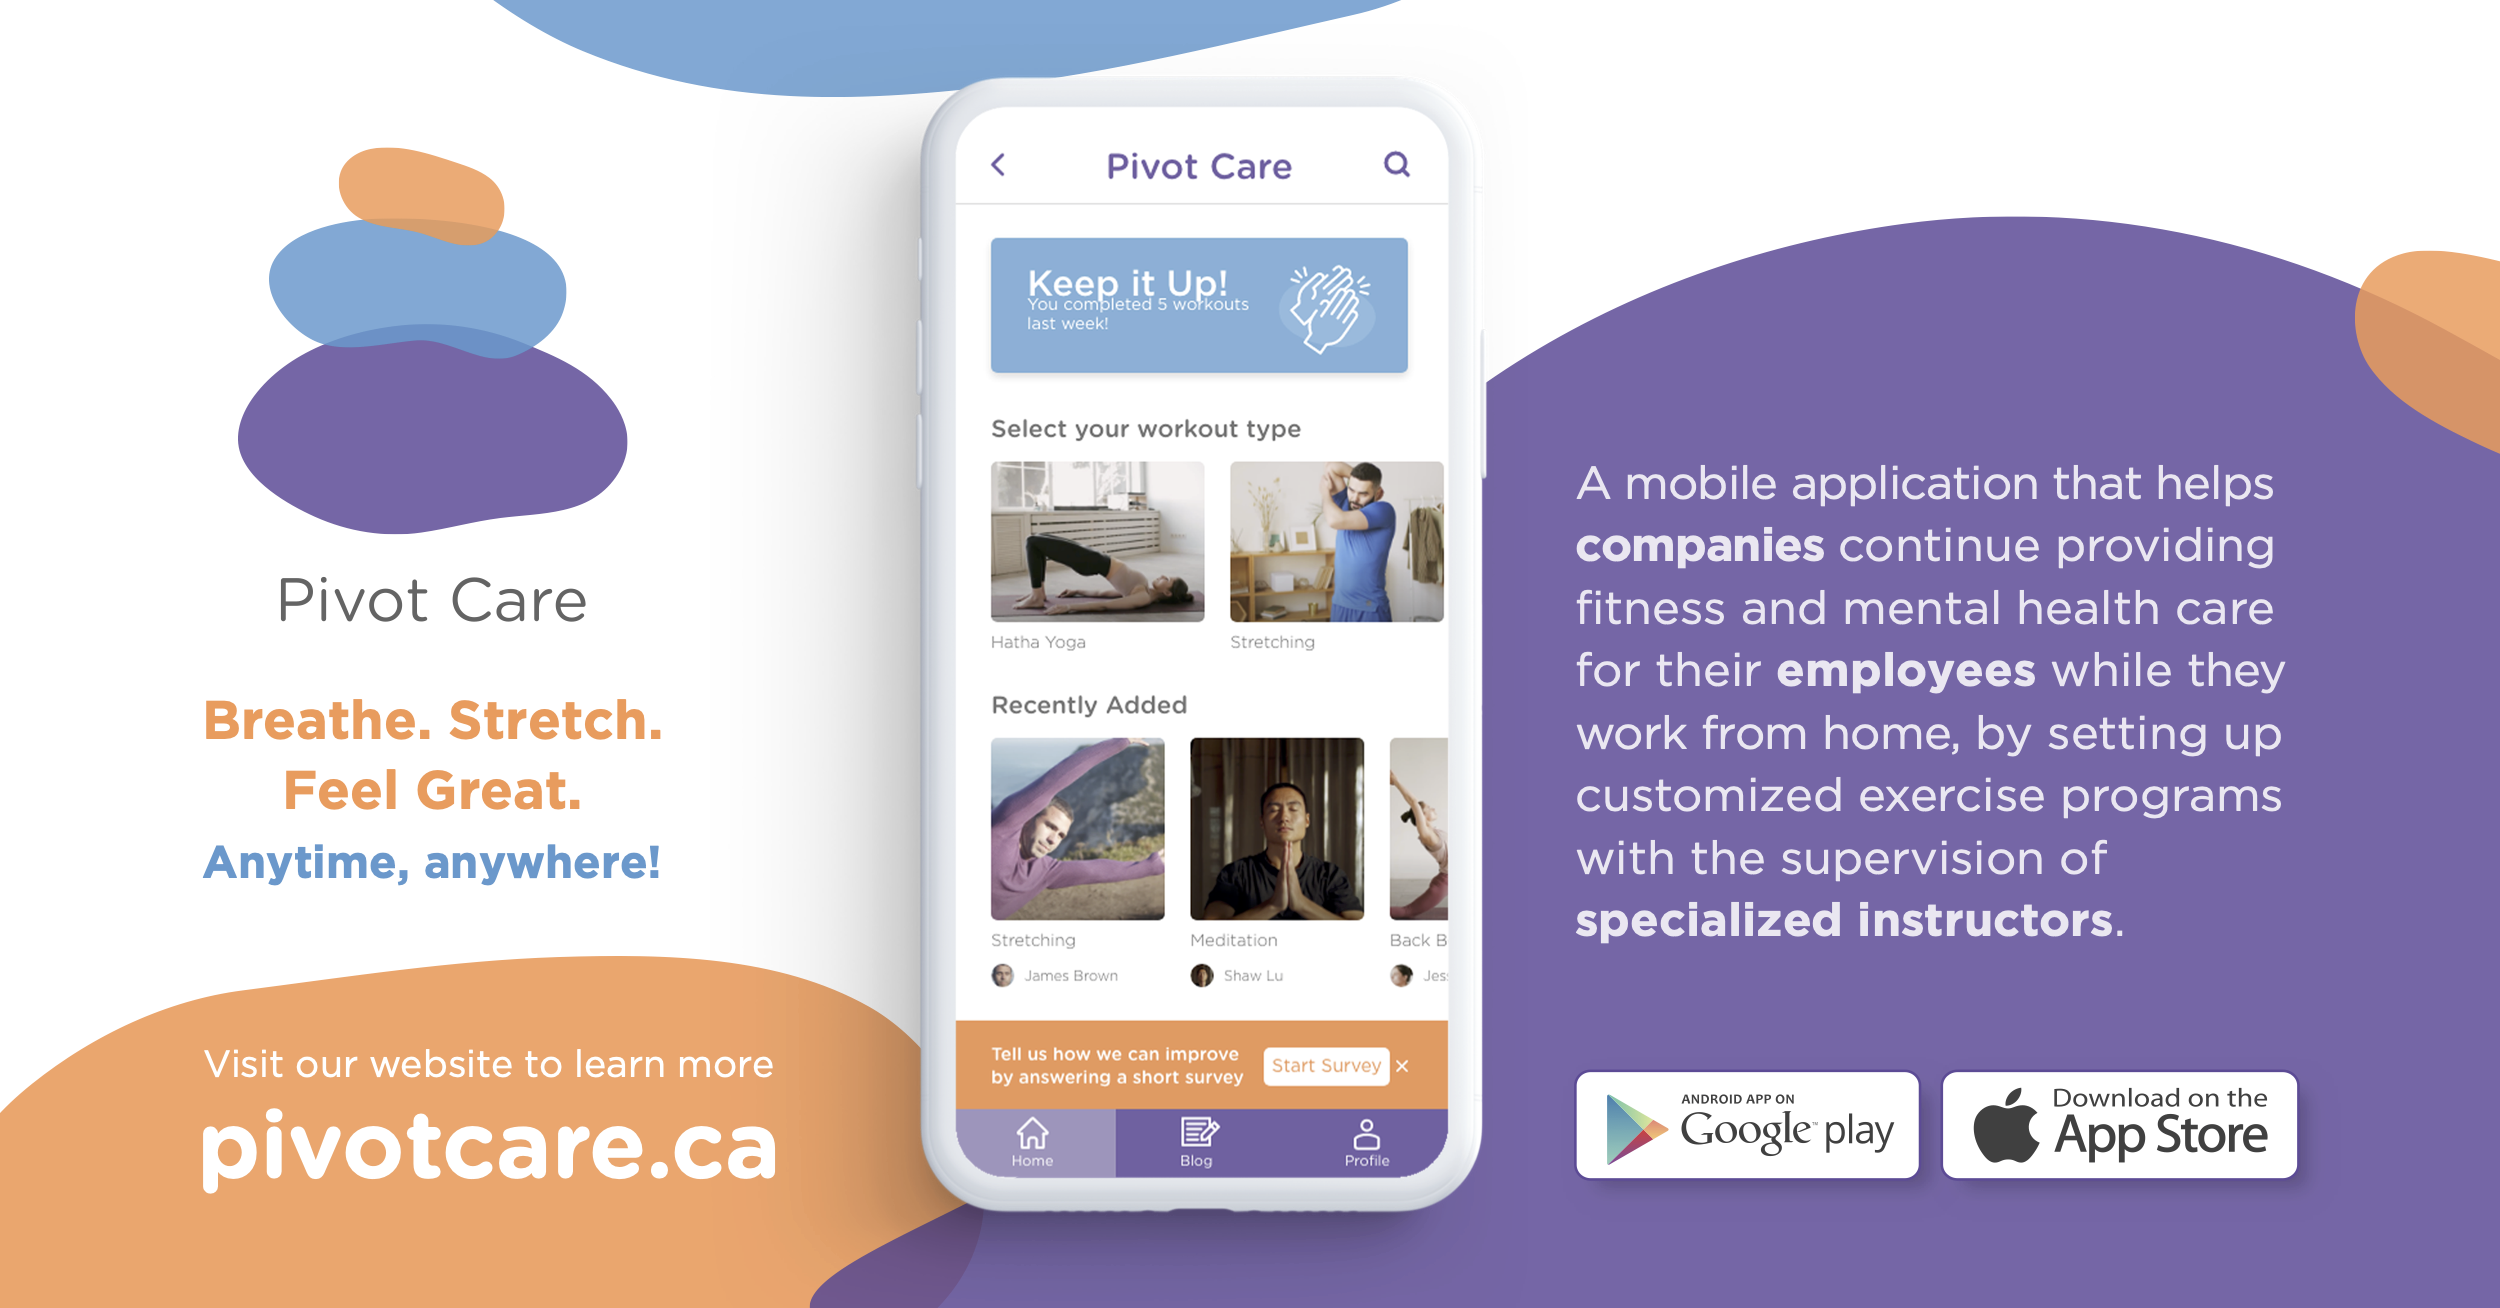 Pivot Care
Breathe. Stretch.
Feel Great.
Anytime, anywhere!
Visit our website to learn more
pivotcare.ca
Pivot Care
Keep it Up!
You completed 5 workouts
last week!
Select your workout type
Hatha Yoga
Stretching
Recently Added
Stretching
Meditation
Back B
James Brown
Shaw Lu
Jes
Tell us how we can improve
by answering a short survey
Start Survey
Home
Blog
Profile
A mobile application that helps
companies continue providing
fitness and mental health care
for their employees while they
work from home, by setting up
customized exercise programs
with the supervision of
specialized instructors.
ANDROID APP ON
Google play
Download on the
App Store